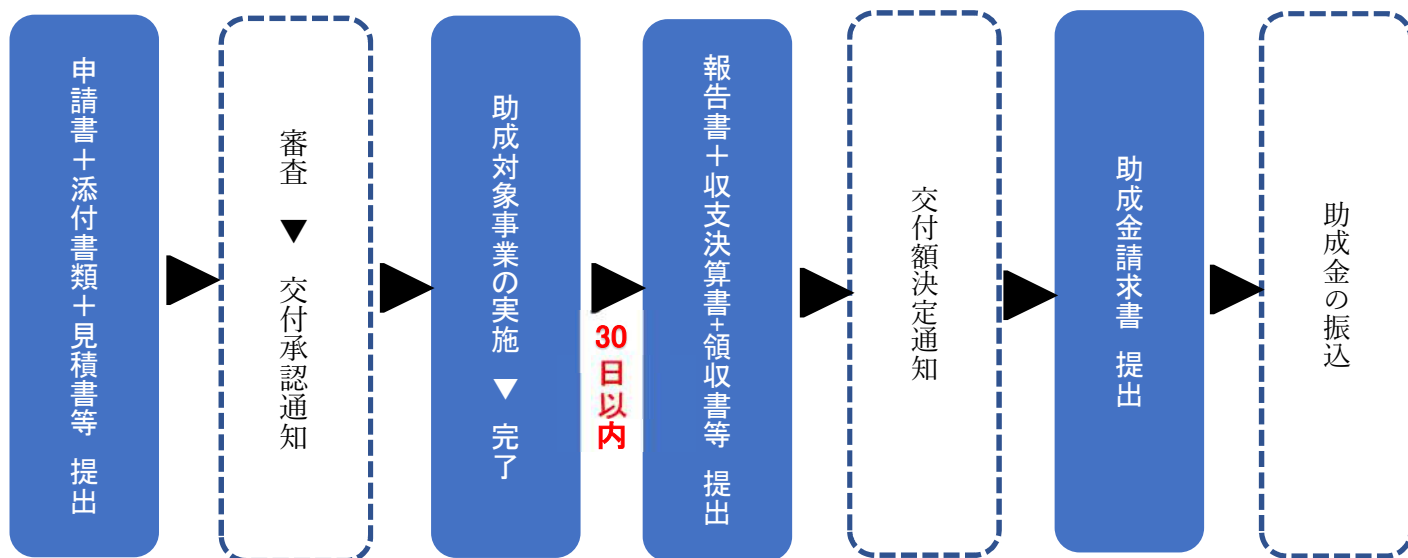 申請書＋添付書類＋見積書等　提出
審査　▼　交付承認通知
助成対象事業の実施　▼　完了
30
日
以
内
報告書＋収支決算書+領収書等　提出
交付額決定通知
助成金請求書　提出
助成金の振込